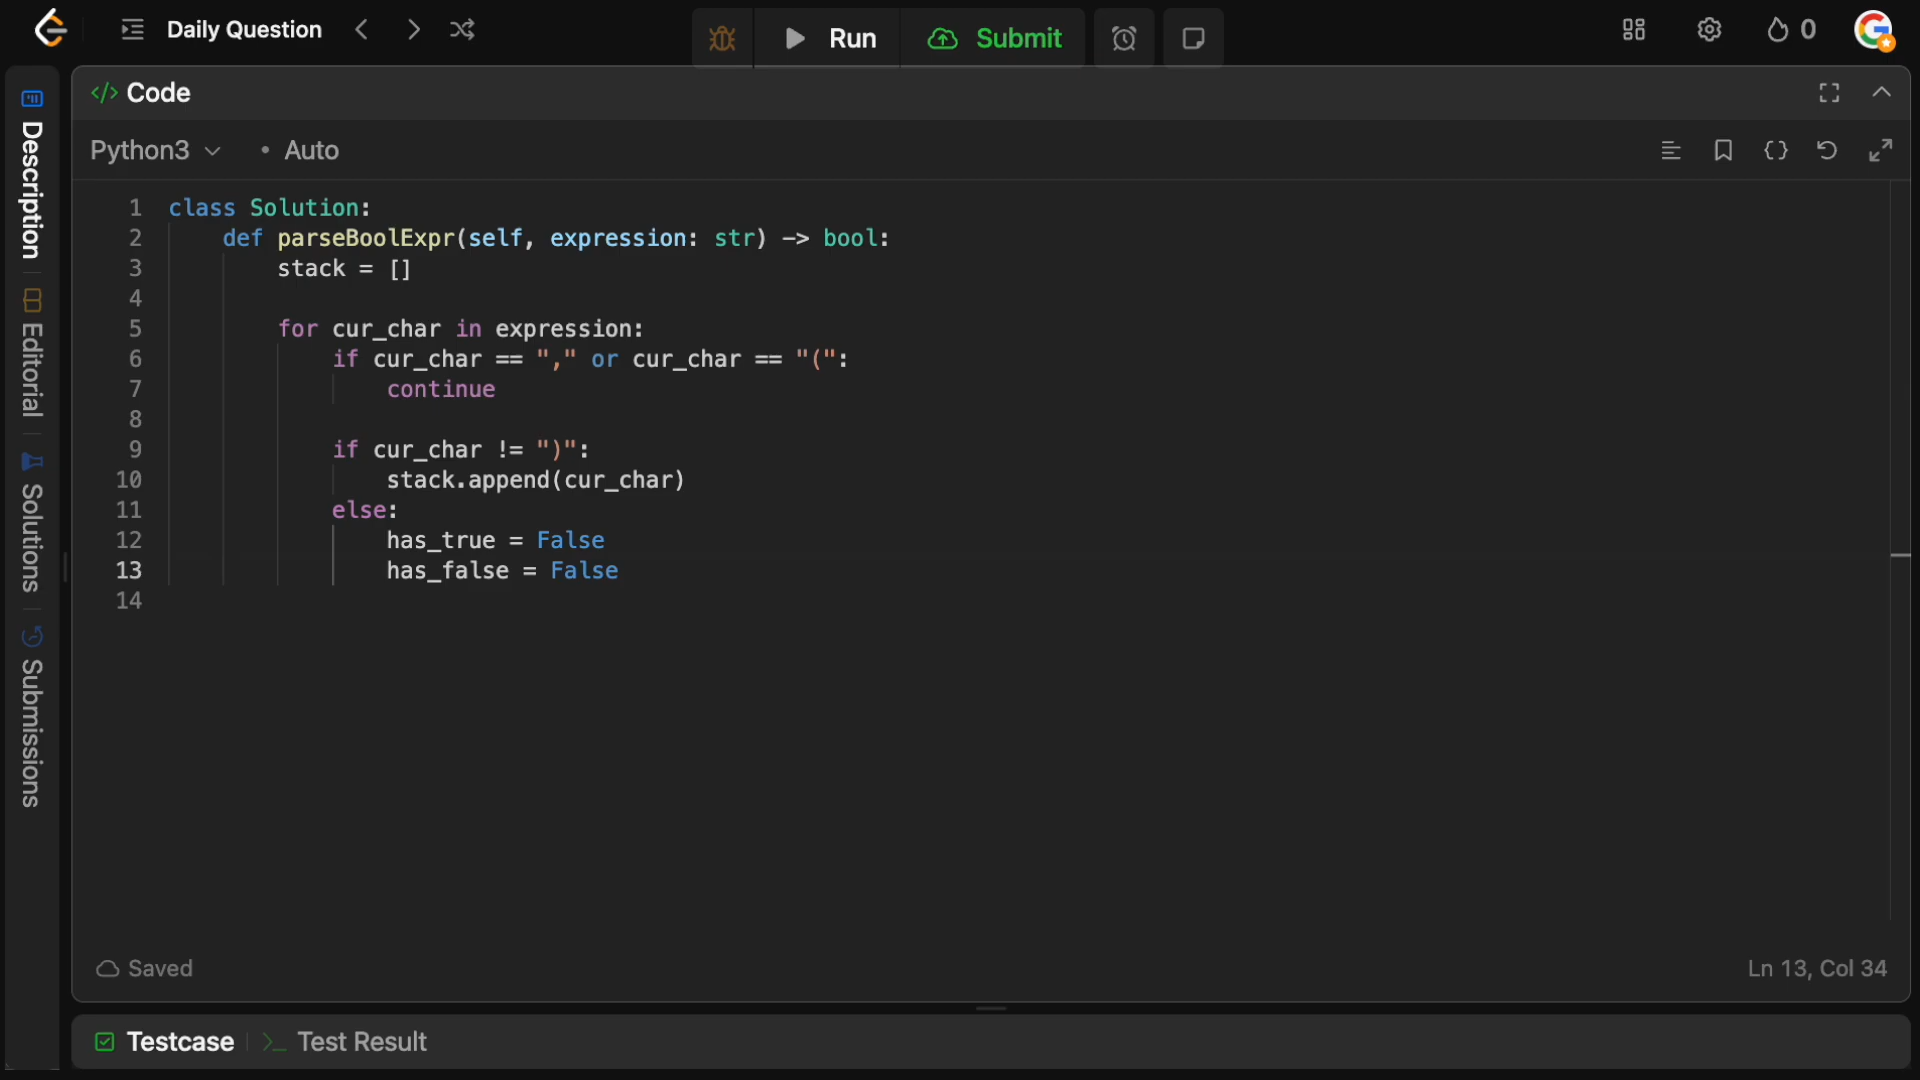 Daily Question
Run
Submit
0
Description
Editorial
Solutions
Submissions
</> Code
Python3 • Auto
1 class Solution:
2     def parseBoolExpr(self, expression: str) -> bool:
3         stack = []
4
5         for cur_char in expression:
6             if cur_char == "," or cur_char == "(":
7                 continue
8
9             if cur_char != ")":
10                 stack.append(cur_char)
11             else:
12                 has_true = False
13                 has_false = False
14
Saved
Ln 13, Col 34
Testcase
>_ Test Result